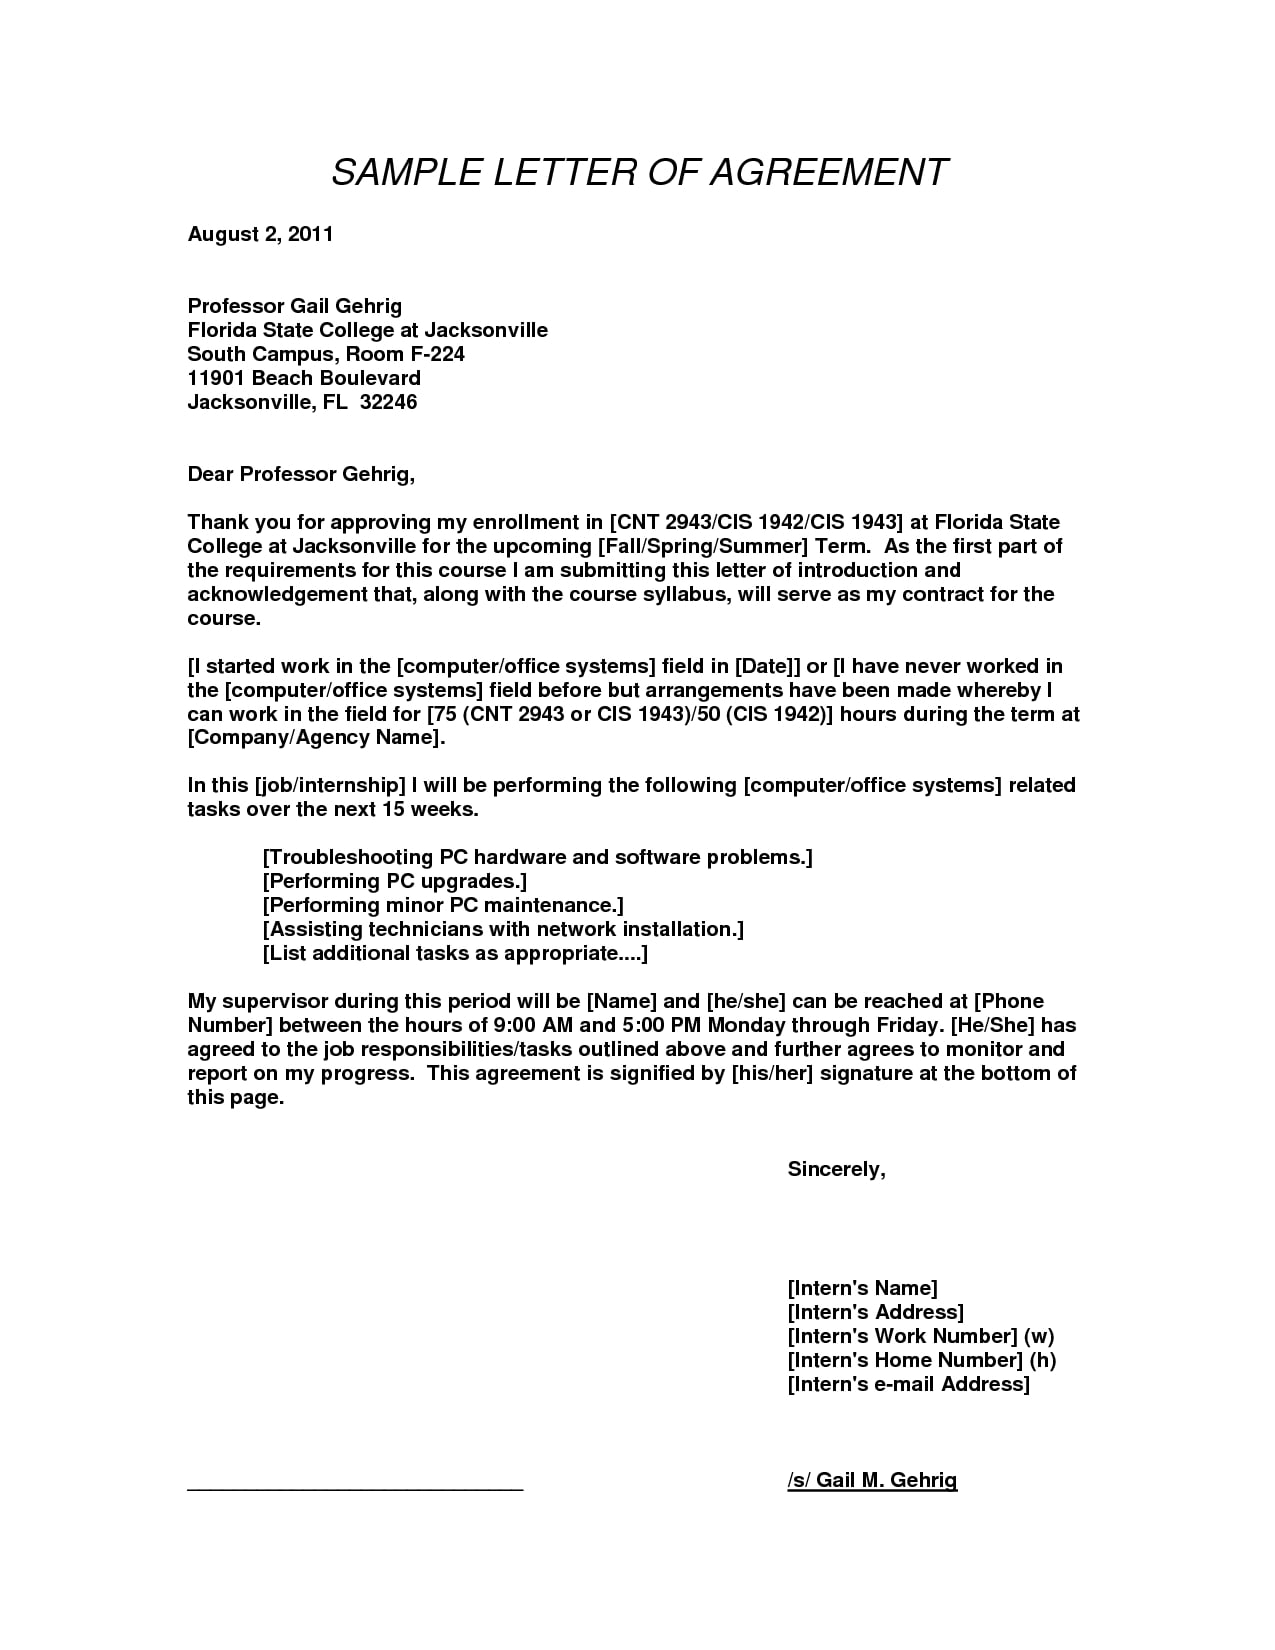 SAMPLE LETTER OF AGREEMENT
August 2, 2011
Professor Gail Gehrig
Florida State College at Jacksonville
South Campus, Room F-224
11901 Beach Boulevard
Jacksonville, FL  32246
Dear Professor Gehrig,
Thank you for approving my enrollment in [CNT 2943/CIS 1942/CIS 1943] at Florida State
College at Jacksonville for the upcoming [Fall/Spring/Summer] Term.  As the first part of
the requirements for this course I am submitting this letter of introduction and
acknowledgement that, along with the course syllabus, will serve as my contract for the
course.
[I started work in the [computer/office systems] field in [Date]] or [I have never worked in
the [computer/office systems] field before but arrangements have been made whereby I
can work in the field for [75 (CNT 2943 or CIS 1943)/50 (CIS 1942)] hours during the term at
[Company/Agency Name].
In this [job/internship] I will be performing the following [computer/office systems] related
tasks over the next 15 weeks.
[Troubleshooting PC hardware and software problems.]
[Performing PC upgrades.]
[Performing minor PC maintenance.]
[Assisting technicians with network installation.]
[List additional tasks as appropriate....]
My supervisor during this period will be [Name] and [he/she] can be reached at [Phone
Number] between the hours of 9:00 AM and 5:00 PM Monday through Friday. [He/She] has
agreed to the job responsibilities/tasks outlined above and further agrees to monitor and
report on my progress.  This agreement is signified by [his/her] signature at the bottom of
this page.
Sincerely,
[Intern's Name]
[Intern's Address]
[Intern's Work Number] (w)
[Intern's Home Number] (h)
[Intern's e-mail Address]
/s/ Gail M. Gehrig